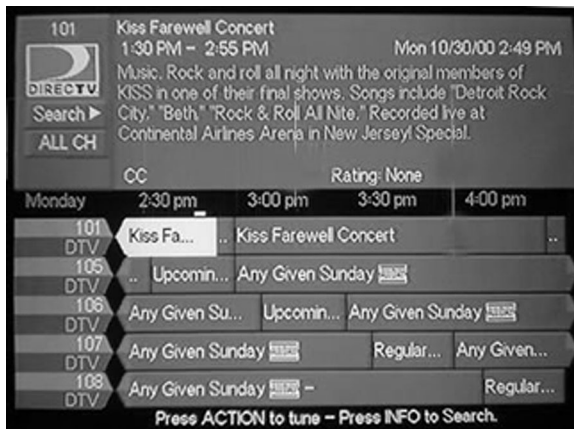 101
Kiss Farewell Concert
1:30 PM – 2:55 PM
Mon 10/30/00 2:49 PM
DIRECTV
Search ►
ALL CH
Music. Rock and roll all night with the original members of
KISS in one of their final shows. Songs include "Detroit Rock
City," "Beth," "Rock & Roll All Nite." Recorded live at
Continental Airlines Arena in New Jersey! Special.
CC
Rating: None
Monday
2:30 pm
3:00 pm
3:30 pm
4:00 pm
101 DTV
Kiss Fa...
..
Kiss Farewell Concert
..
105 DTV
..
Upcomin...
Any Given Sunday
106 DTV
Any Given Su...
Upcomin...
Any Given Sunday
107 DTV
Any Given Sunday
Regular...
Any Given...
108 DTV
Any Given Sunday –
Regular...
Press ACTION to tune – Press INFO to Search.